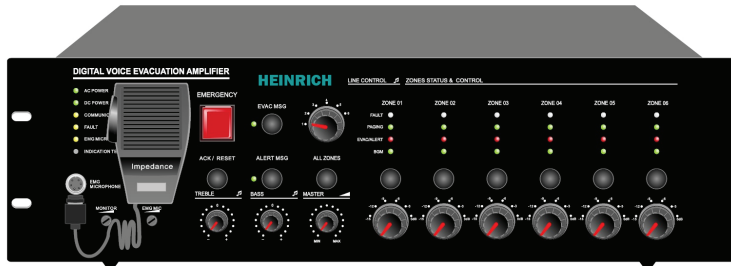 DIGITAL VOICE EVACUATION AMPLIFIER
HEINRICH
LINE CONTROL
ZONES STATUS & CONTROL
AC POWER
DC POWER
COMMUNIC
FAULT
EMG MICR
INDICATION TE
EMERGENCY
EVAC MSG
ZONE 01
ZONE 02
ZONE 03
ZONE 04
ZONE 05
ZONE 06
FAULT
PAGING
EVAC/ALERT
BGM
Impedance
ACK / RESET
ALERT MSG
ALL ZONES
EMG
MICROPHONE
MONITOR
EMG MIC
TREBLE
BASS
MASTER
MIN
MAX